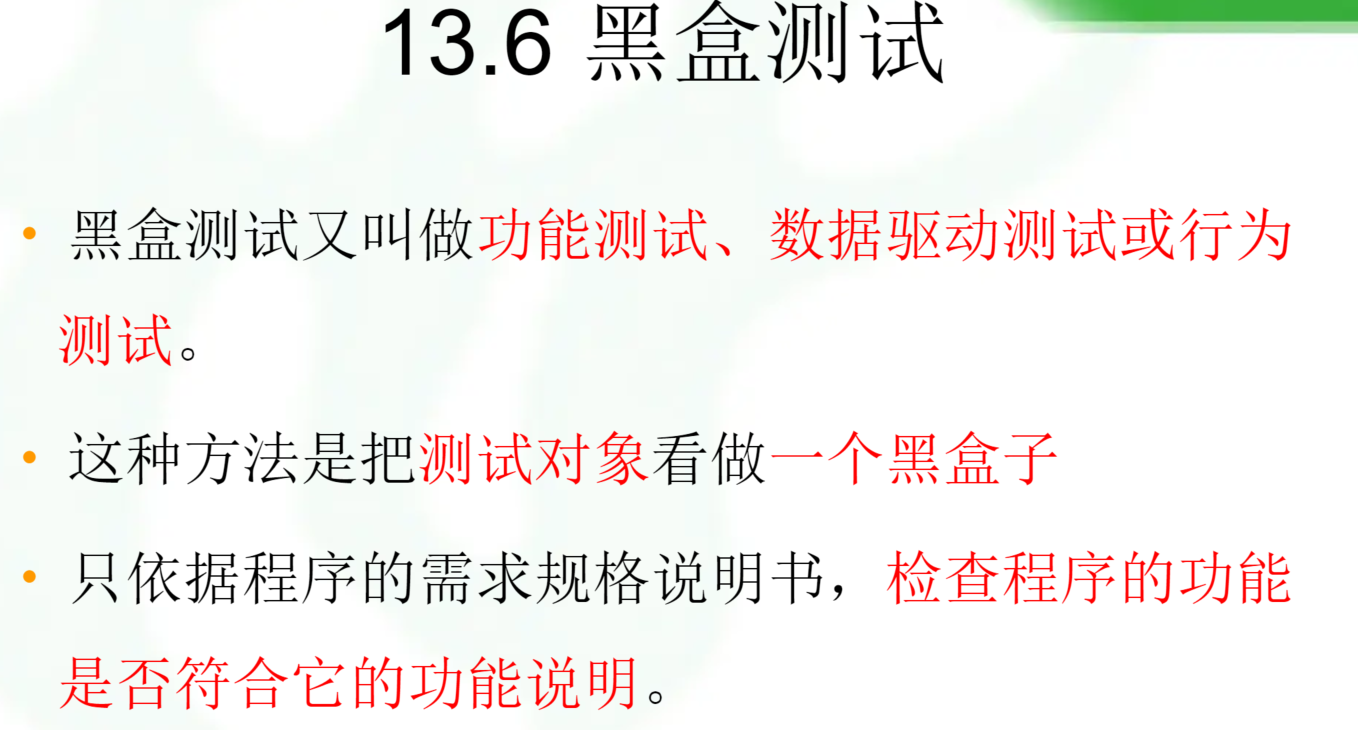 13.6 黑盒测试
• 黑盒测试又叫做功能测试、数据驱动测试或行为
测试。
• 这种方法是把测试对象看做一个黑盒子
• 只依据程序的需求规格说明书，检查程序的功能
是否符合它的功能说明。